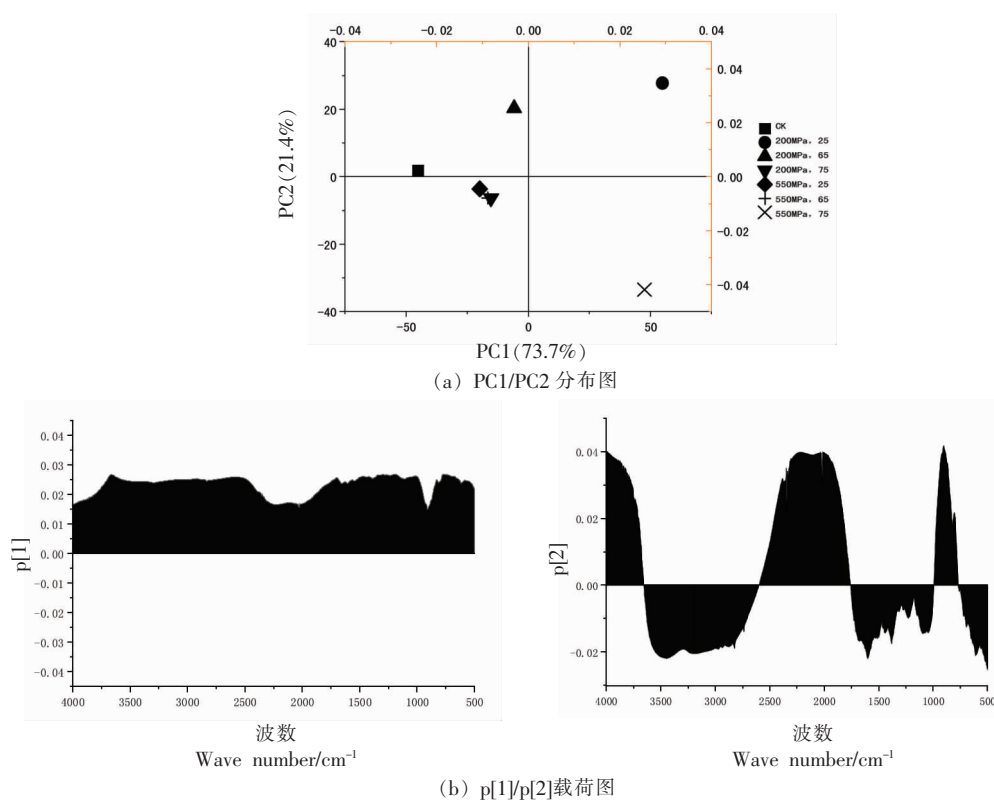 -0.04 -0.02 0.00 0.02 0.04
40
20
0
-20
-40
0.04
0.02
0.00
-0.02
-0.04
PC2(21.4%)
CK
200MPa, 25
200MPa, 65
200MPa, 75
550MPa, 25
550MPa, 65
550MPa, 75
-50 0 50
PC1(73.7%)
(a) PC1/PC2 分布图
0.04
0.03
0.02
0.01
0.00
-0.01
-0.02
-0.03
-0.04
p[1]
4000 3500 3000 2500 2000 1500 1000 500
波数
Wave number/cm⁻¹
0.04
0.02
0.00
-0.02
p[2]
4000 3500 3000 2500 2000 1500 1000 500
波数
Wave number/cm⁻¹
(b) p[1]/p[2]载荷图